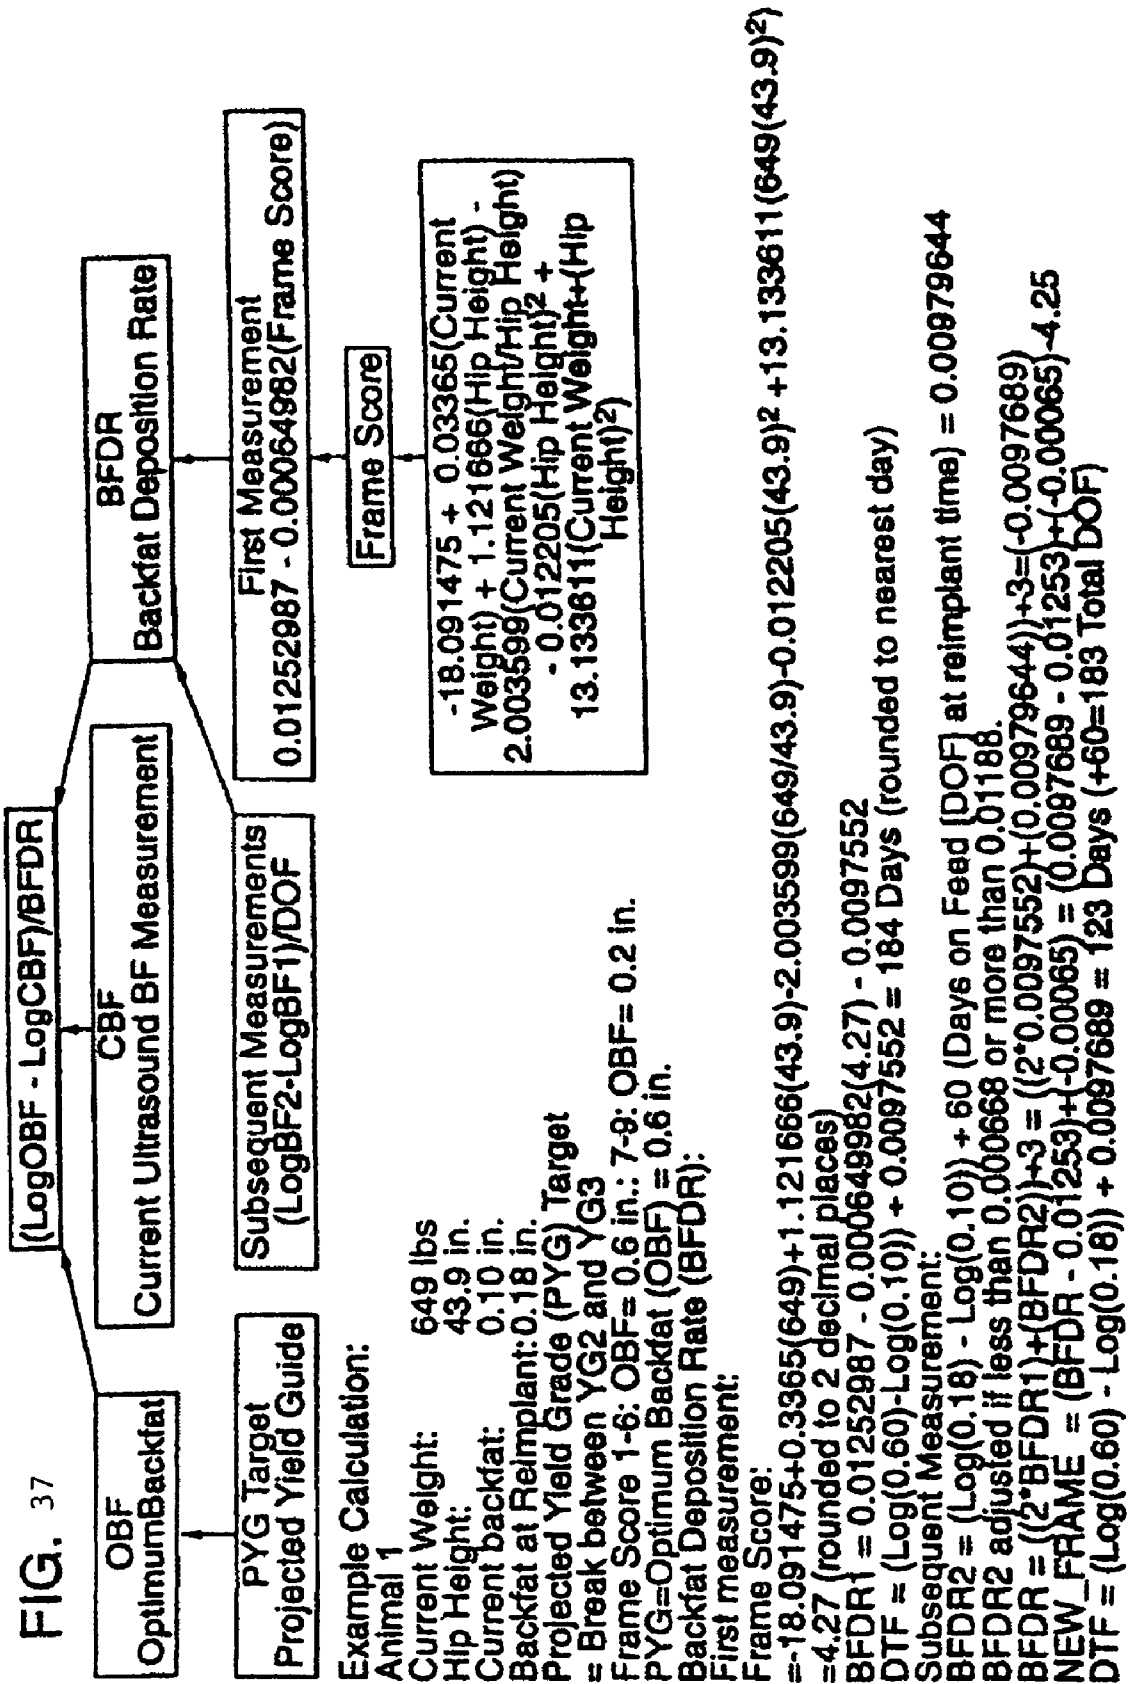 FIG. 37
(LogOBF - LogCBF)/BFDR
OBF
OptimumBackfat
CBF
Current Ultrasound BF Measurement
BFDR
Backfat Deposition Rate
PYG Target
Projected Yield Guide
Subsequent Measurements
(LogBF2-LogBF1)/DOF
First Measurement
0.01252987 - 0.00064982(Frame Score)
Frame Score
-18.091475 + 0.03365(Current
Weight) + 1.121666(Hip Height) -
2.003599(Current Weight/Hip Height)
- 0.012205(Hip Height)² +
13.133611(Current Weight÷(Hip
Height)²)
Example Calculation:
Animal 1
Current Weight: 649 lbs
Hip Height: 43.9 in.
Current backfat: 0.10 in.
Backfat at Reimplant:0.18 in.
Projected Yield Grade (PYG) Target
= Break between YG2 and YG3
Frame Score 1-6: OBF= 0.6 in.: 7-9: OBF= 0.2 in.
PYG=Optimum Backfat (OBF) = 0.6 in.
Backfat Deposition Rate (BFDR):
First measurement:
Frame Score:
=-18.091475+0.3365(649)+1.121666(43.9)-2.003599(649/43.9)-0.012205(43.9)² +13.133611(649(43.9)²)
=4.27 (rounded to 2 decimal places)
BFDR1 = 0.01252987 - 0.00649982(4.27) - 0.0097552
DTF = (Log(0.60)-Log(0.10)) ÷ 0.0097552 = 184 Days (rounded to nearest day)
Subsequent Measurement:
BFDR2 = (Log(0.18) - Log(0.10)) ÷ 60 (Days on Feed [DOF] at reimplant time) = 0.00979644
BFDR2 adjusted if less than 0.00668 or more than 0.01188.
BFDR = ((2*BFDR1)+(BFDR2))÷3 = ((2*0.0097552)+(0.00979644))÷3=(-0.0097689)
NEW_FRAME = (BFDR - 0.01253)÷(-0.00065) = (0.0097689 - 0.01253)÷(-0.00065)-4.25
DTF = (Log(0.60) - Log(0.18)) ÷ 0.0097689 = 123 Days (+60=183 Total DOF)